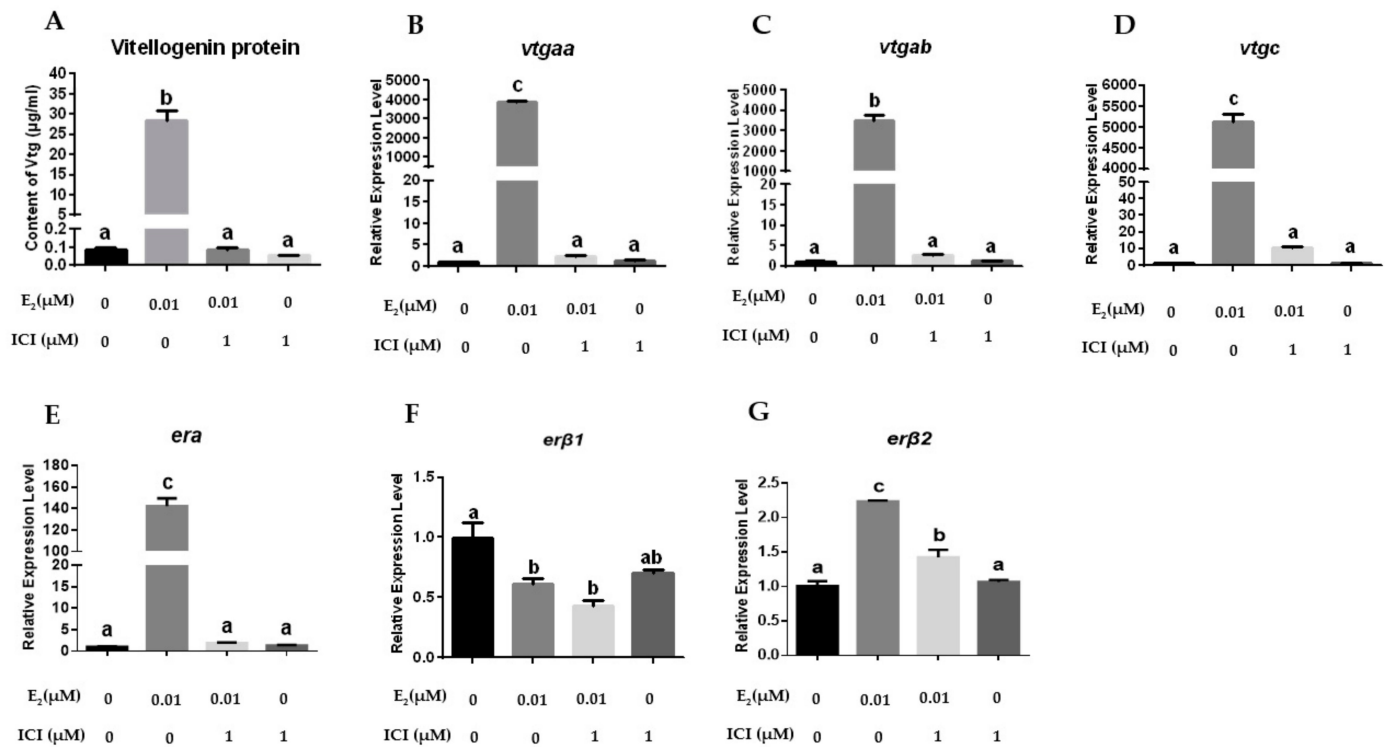 A
Vitellogenin protein
Content of Vtg (µg/ml)
40
35
30
25
20
15
10
5
0.2
0.1
0.0
a b a a
E2(µM) 0 0.01 0.01 0
ICI (µM) 0 0 1 1
B
vtgaa
Relative Expression Level
5000
4000
3000
2000
1000
0
20
15
10
5
0
a c a a
E2(µM) 0 0.01 0.01 0
ICI (µM) 0 0 1 1
C
vtgab
Relative Expression Level
5000
4000
3000
2000
1000
20
15
10
5
0
a b a a
E2(µM) 0 0.01 0.01 0
ICI (µM) 0 0 1 1
D
vtgc
Relative Expression Level
6000
5500
5000
4500
4000
50
40
30
20
10
0
a c a a
E2(µM) 0 0.01 0.01 0
ICI (µM) 0 0 1 1
E
era
Relative Expression Level
180
160
140
120
100
20
15
10
5
0
a c a a
E2(µM) 0 0.01 0.01 0
ICI (µM) 0 0 1 1
F
erβ1
Relative Expression Level
1.5
1.0
0.5
0.0
a b b ab
E2(µM) 0 0.01 0.01 0
ICI (µM) 0 0 1 1
G
erβ2
Relative Expression Level
2.5
2.0
1.5
1.0
0.5
0.0
a c b a
E2(µM) 0 0.01 0.01 0
ICI (µM) 0 0 1 1